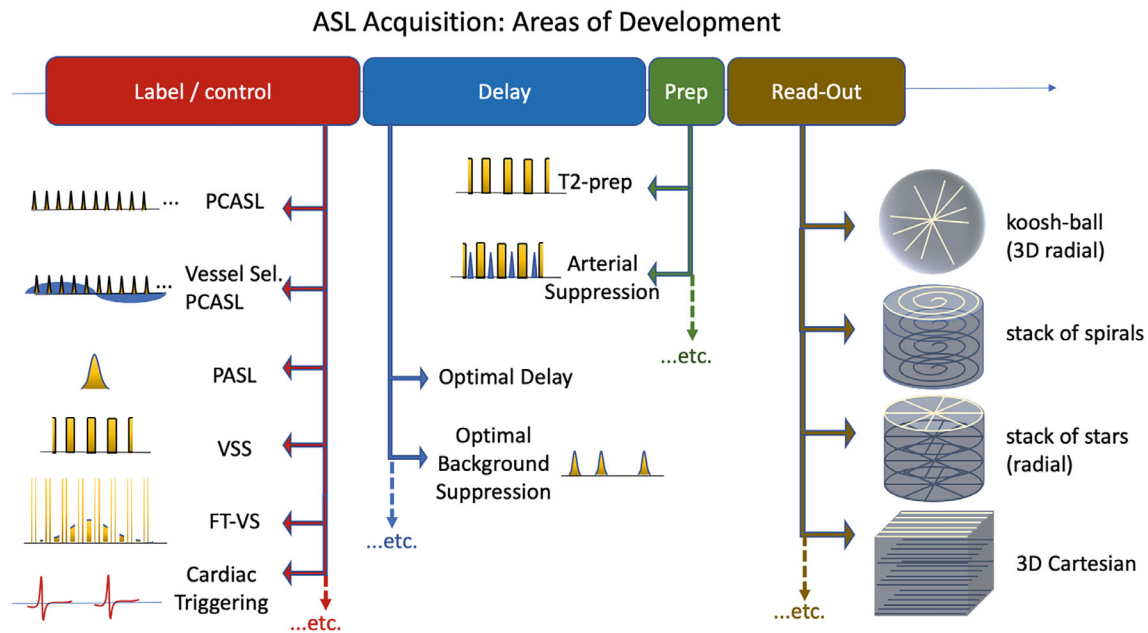 ASL Acquisition: Areas of Development
Label / control
Delay
Prep
Read-Out
...
PCASL
...
Vessel Sel.
PCASL
PASL
VSS
FT-VS
Cardiac
Triggering
...etc.
Optimal Delay
Optimal
Background
Suppression
...etc.
T2-prep
Arterial
Suppression
...etc.
koosh-ball
(3D radial)
stack of spirals
stack of stars
(radial)
3D Cartesian
...etc.